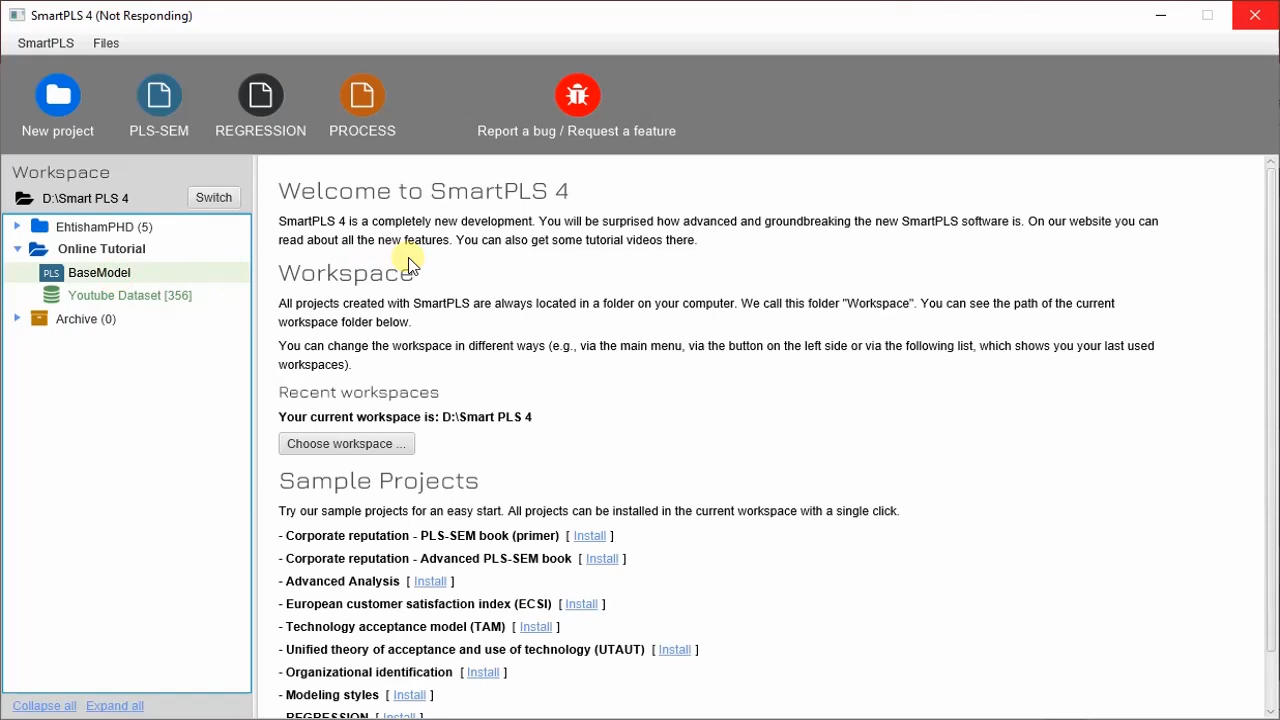 SmartPLS 4 (Not Responding)
SmartPLS Files
New project PLS-SEM REGRESSION PROCESS Report a bug / Request a feature
Workspace
D:\Smart PLS 4 Switch
EhtishamPHD (5)
Online Tutorial
PLS BaseModel
Youtube Dataset [356]
Archive (0)
Collapse all Expand all
Welcome to SmartPLS 4
SmartPLS 4 is a completely new development. You will be surprised how advanced and groundbreaking the new SmartPLS software is. On our website you can
read about all the new features. You can also get some tutorial videos there.
Workspace
All projects created with SmartPLS are always located in a folder on your computer. We call this folder "Workspace". You can see the path of the current
workspace folder below.
You can change the workspace in different ways (e.g., via the main menu, via the button on the left side or via the following list, which shows you your last used
workspaces).
Recent workspaces
Your current workspace is: D:\Smart PLS 4
Choose workspace ...
Sample Projects
Try our sample projects for an easy start. All projects can be installed in the current workspace with a single click.
- Corporate reputation - PLS-SEM book (primer) [ Install ]
- Corporate reputation - Advanced PLS-SEM book [ Install ]
- Advanced Analysis [ Install ]
- European customer satisfaction index (ECSI) [ Install ]
- Technology acceptance model (TAM) [ Install ]
- Unified theory of acceptance and use of technology (UTAUT) [ Install ]
- Organizational identification [ Install ]
- Modeling styles [ Install ]
- REGRESSION [ Install ]